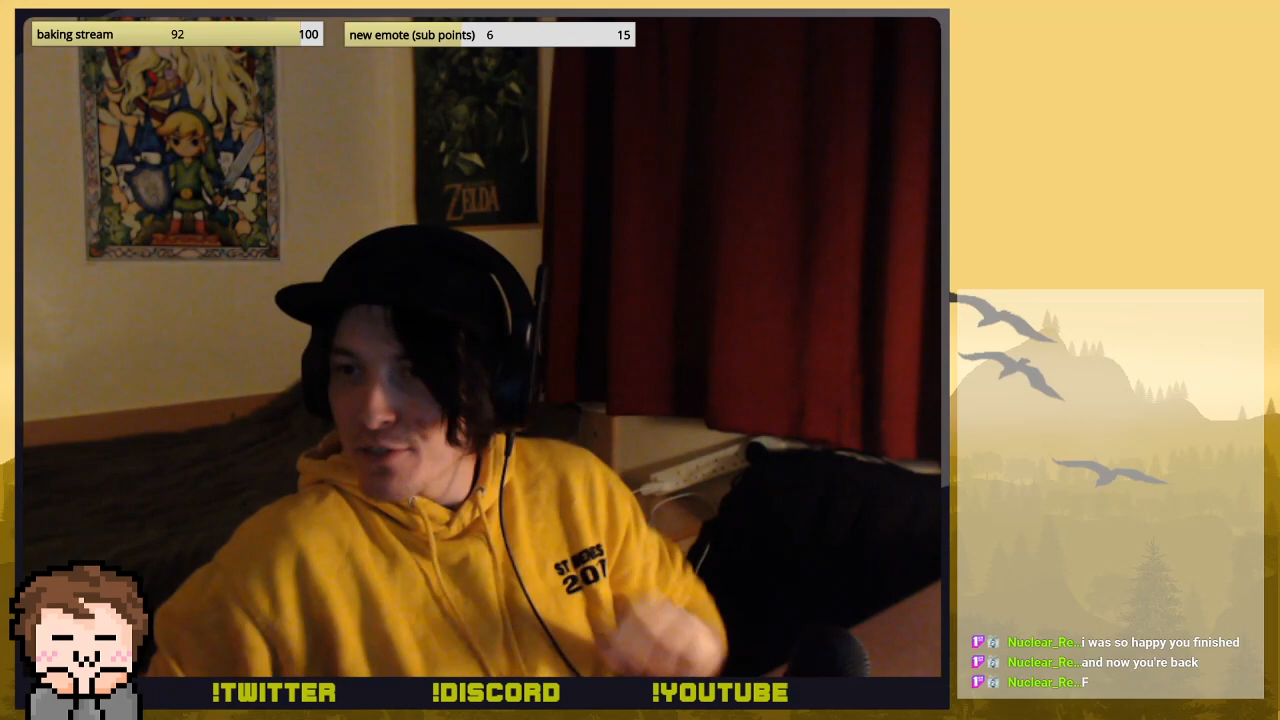 baking stream 92 100
new emote (sub points) 6 15
ZELDA
201
Nuclear_Re.. i was so happy you finished
Nuclear_Re.. and now you're back
Nuclear_Re.. F
!TWITTER !DISCORD !YOUTUBE